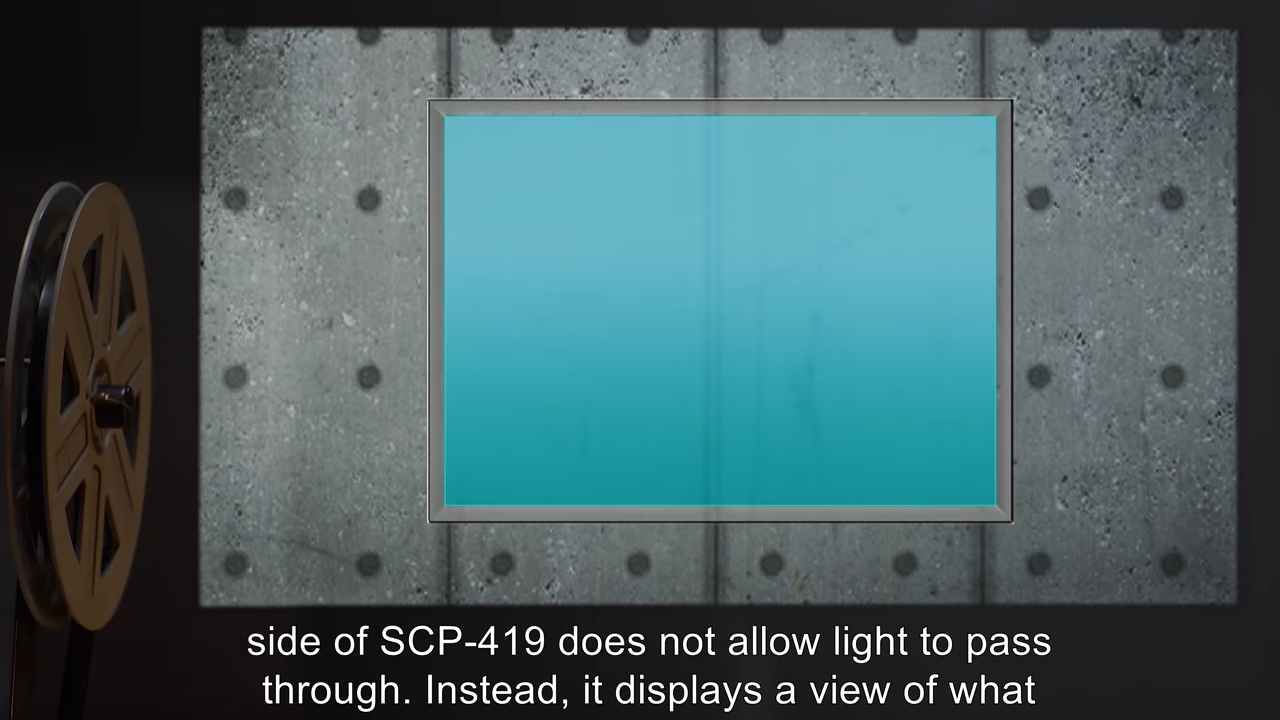 side of SCP-419 does not allow light to pass
through. Instead, it displays a view of what